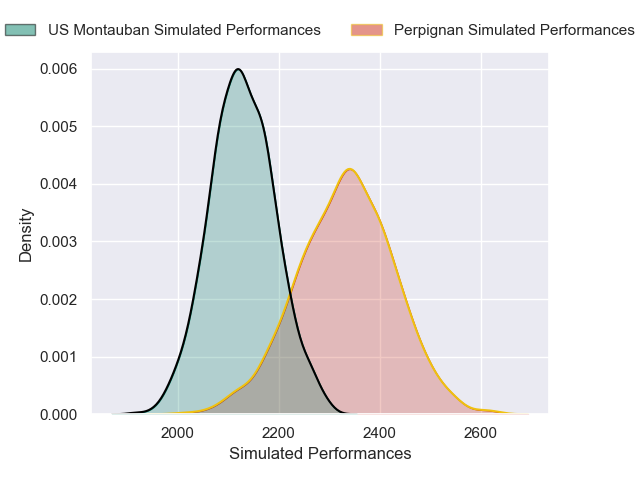 US Montauban Simulated Performances
Perpignan Simulated Performances
0.006
0.005
0.004
0.003
0.002
0.001
0.000
Density
2000
2200
2400
2600
Simulated Performances